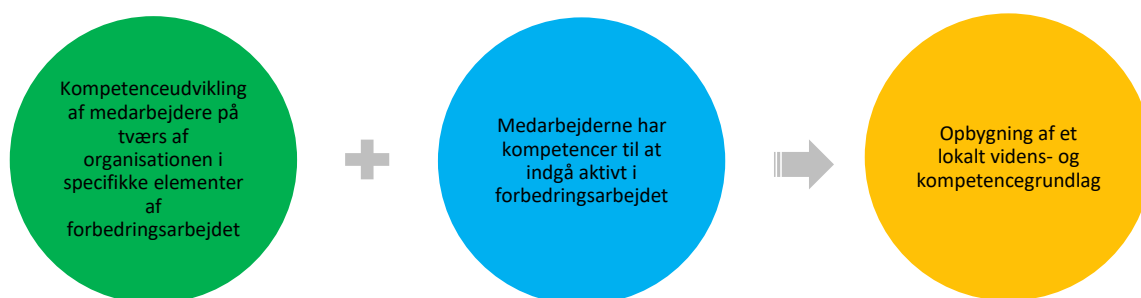 Kompetenceudvikling
af medarbejdere på
tværs af
organisationen i
specifikke elementer
af
forbedringsarbejdet
Medarbejderne har
kompetencer til at
indgå aktivt i
forbedringsarbejdet
Opbygning af et
lokalt videns- og
kompetencegrundlag